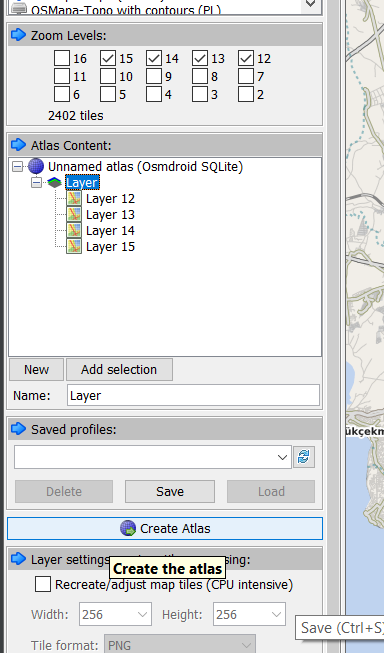 OSMana-Topo with contours (PL)
Zoom Levels:
16 15 14 13 12
11 10 9 8 7
6 5 4 3 2
2402 tiles
Atlas Content:
Unnamed atlas (Osmdroid SQLite)
Layer
Layer 12
Layer 13
Layer 14
Layer 15
New Add selection
Name: Layer
Saved profiles:
Delete Save Load
Create Atlas
Layer settings
Create the atlas
Recreate/adjust map tiles (CPU intensive)
Width: 256 Height: 256
Save (Ctrl+S
Tile format: PNG
ükçekm